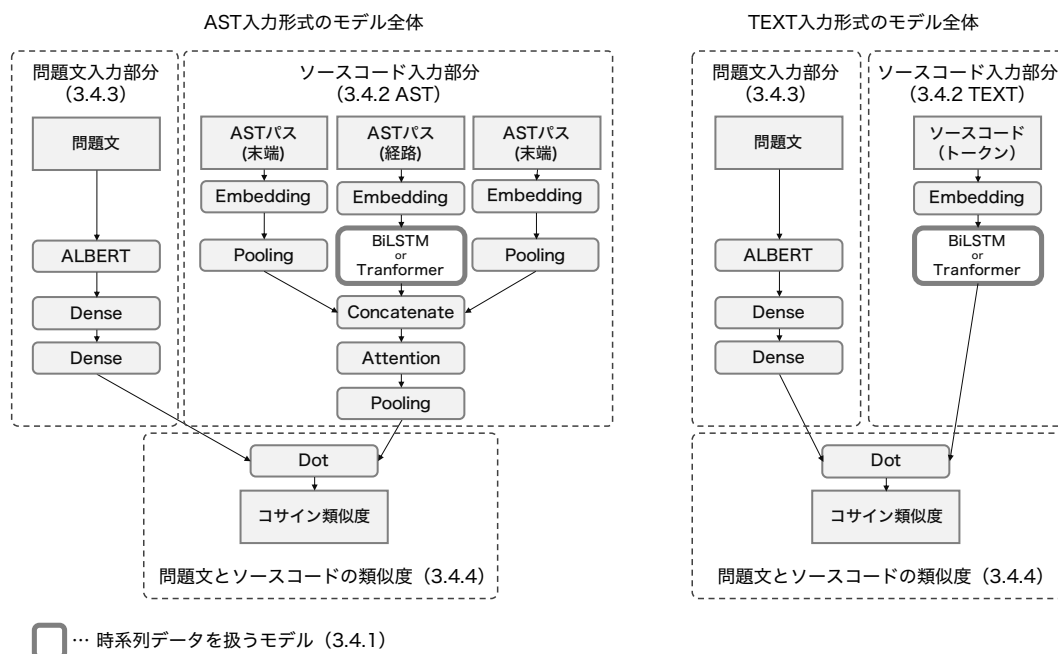 AST入力形式のモデル全体
問題文入力部分
（3.4.3）
ソースコード入力部分
（3.4.2 AST）
問題文
ASTパス
(末端)
ASTパス
(経路)
ASTパス
(末端)
Embedding
Embedding
Embedding
ALBERT
Pooling
BiLSTM
or
Tranformer
Pooling
Dense
Concatenate
Dense
Attention
Pooling
Dot
コサイン類似度
問題文とソースコードの類似度（3.4.4）
TEXT入力形式のモデル全体
問題文入力部分
（3.4.3）
ソースコード入力部分
（3.4.2 TEXT）
問題文
ソースコード
（トークン）
Embedding
ALBERT
BiLSTM
or
Tranformer
Dense
Dense
Dot
コサイン類似度
問題文とソースコードの類似度（3.4.4）
… 時系列データを扱うモデル（3.4.1）